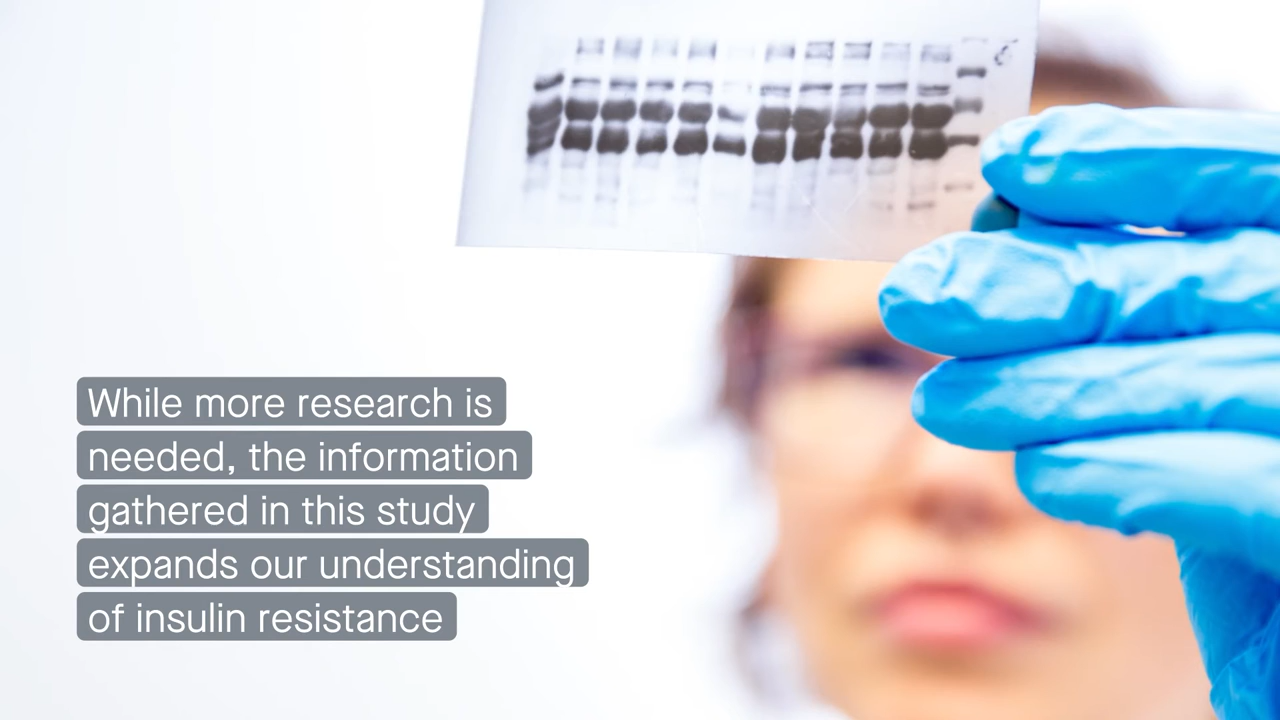 While more research is
needed, the information
gathered in this study
expands our understanding
of insulin resistance